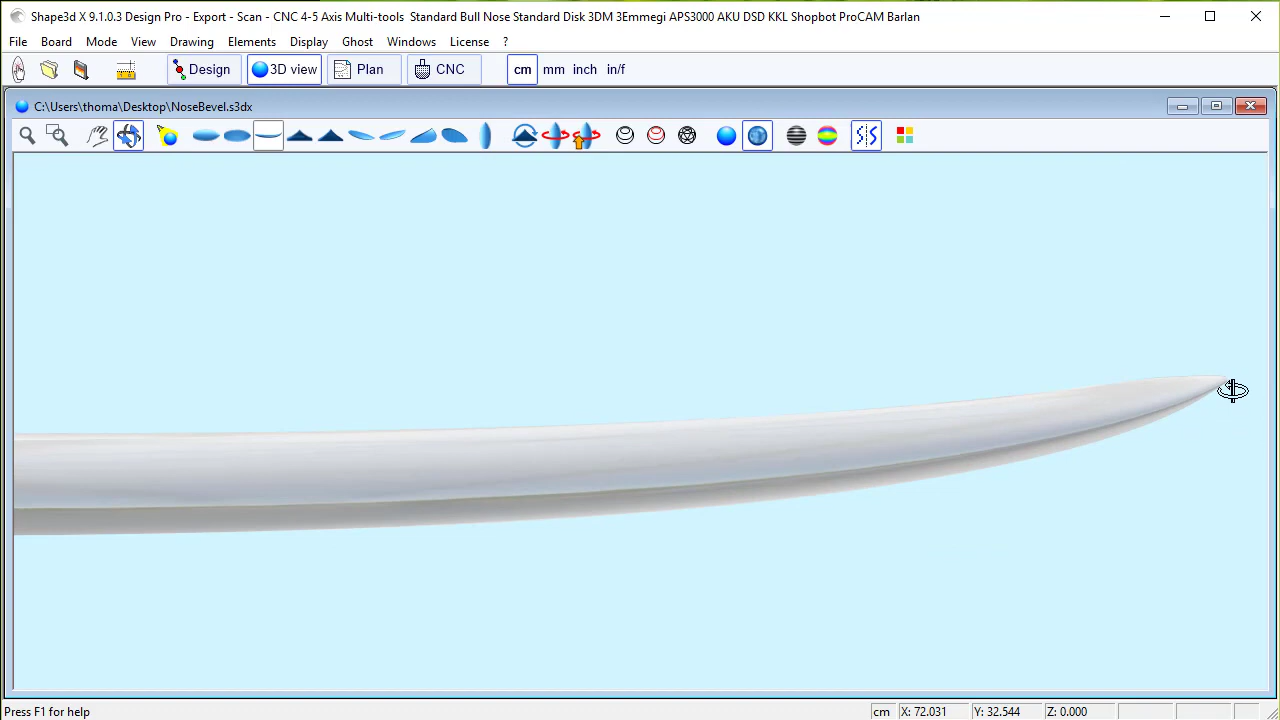 Shape3d X 9.1.0.3 Design Pro - Export - Scan - CNC 4-5 Axis Multi-tools  Standard Bull Nose Standard Disk 3DM 3Emmegi APS3000 AKU DSD KKL Shopbot ProCAM Barlan
File Board Mode View Drawing Elements Display Ghost Windows License ?
Design 3D view Plan CNC cm mm inch in/f
C:\Users\thoma\Desktop\NoseBevel.s3dx
Press F1 for help cm X: 72.031 Y: 32.544 Z: 0.000